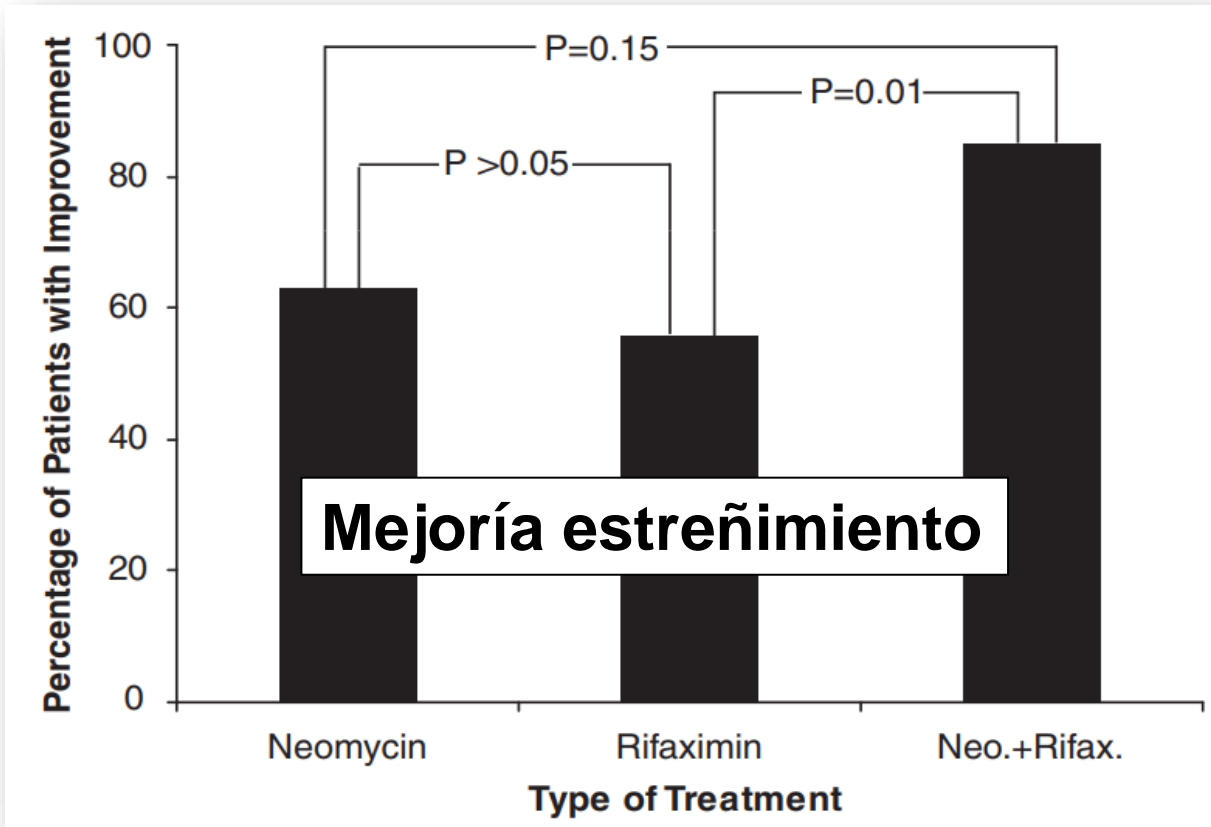 Percentage of Patients with Improvement
100
80
60
40
20
0
P=0.15
P=0.01
P >0.05
Mejoría estreñimiento
Neomycin
Rifaximin
Neo.+Rifax.
Type of Treatment